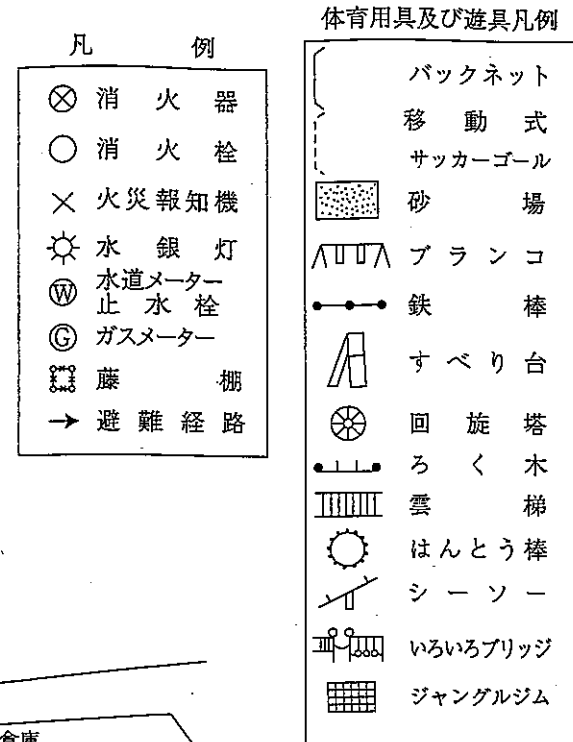 凡例
消火器
消火栓
火災報知機
水銀灯
Ⓦ 水道メーター
止水栓
Ⓖ ガスメーター
藤棚
避難経路
体育用具及び遊具凡例
バックネット
移動式
サッカーゴール
砂場
ブランコ
鉄棒
すべり台
回旋塔
ろく木
雲梯
はんとう棒
シーソー
いろいろブリッジ
ジャングルジム
倉庫